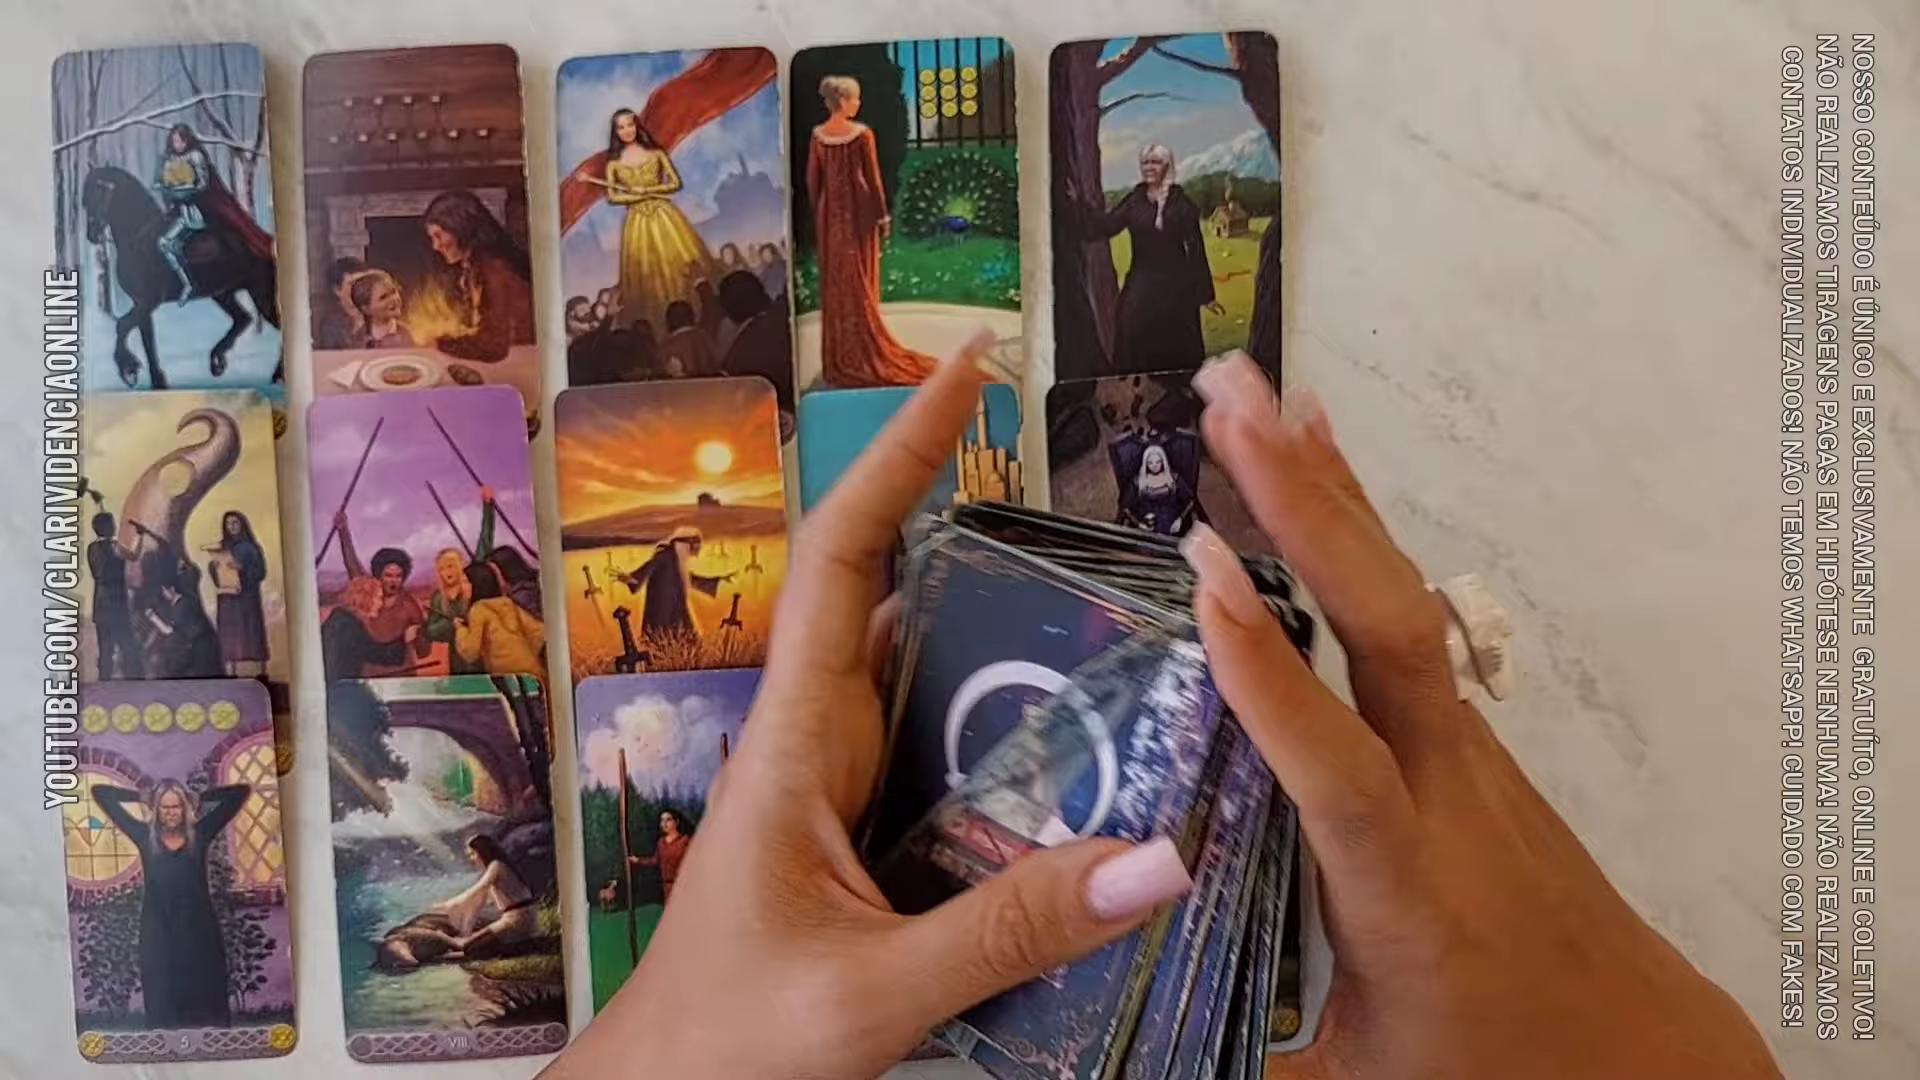 YOUTUBE.COM/CLARIVIDENCIAONLINE
NOSSO CONTEÚDO É ÚNICO E EXCLUSIVAMENTE GRATUÍTO, ONLINE E COLETIVO!
NÃO REALIZAMOS TIRAGENS PAGAS EM HIPÓTESE NENHUMA! NÃO REALIZAMOS
CONTATOS INDIVIDUALIZADOS! NÃO TEMOS WHATSAPP! CUIDADO COM FAKES!
5
VIII